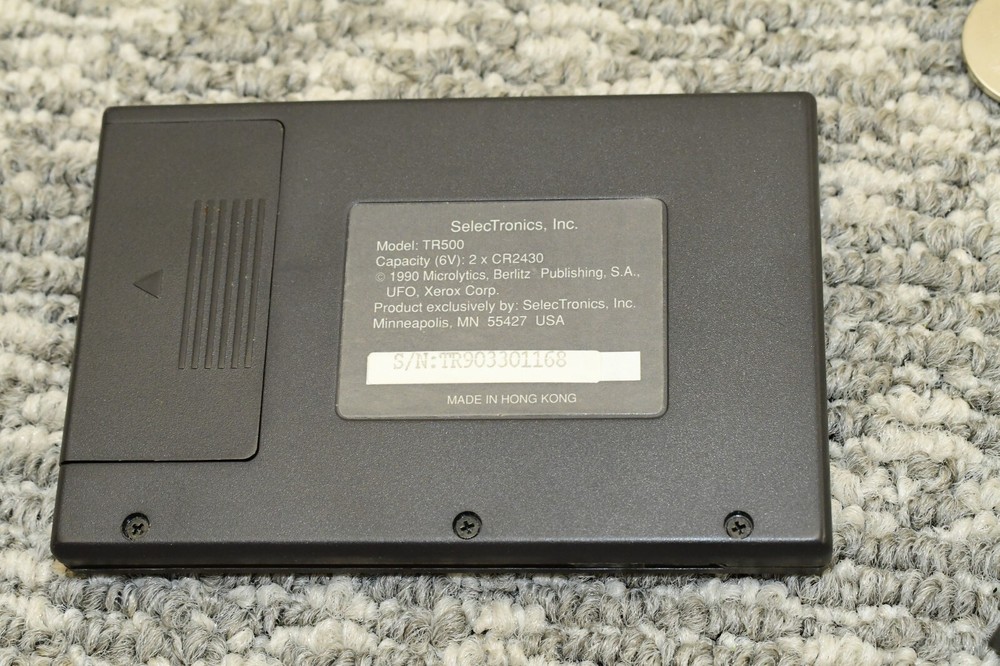 SelecTronics, Inc.
Model: TR500
Capacity (6V): 2 x CR2430
© 1990 Microlytics, Berlitz® Publishing, S.A.,
UFO, Xerox Corp.
Product exclusively by: SelecTronics, Inc.
Minneapolis, MN 55427 USA
S/N:TR903301168
MADE IN HONG KONG